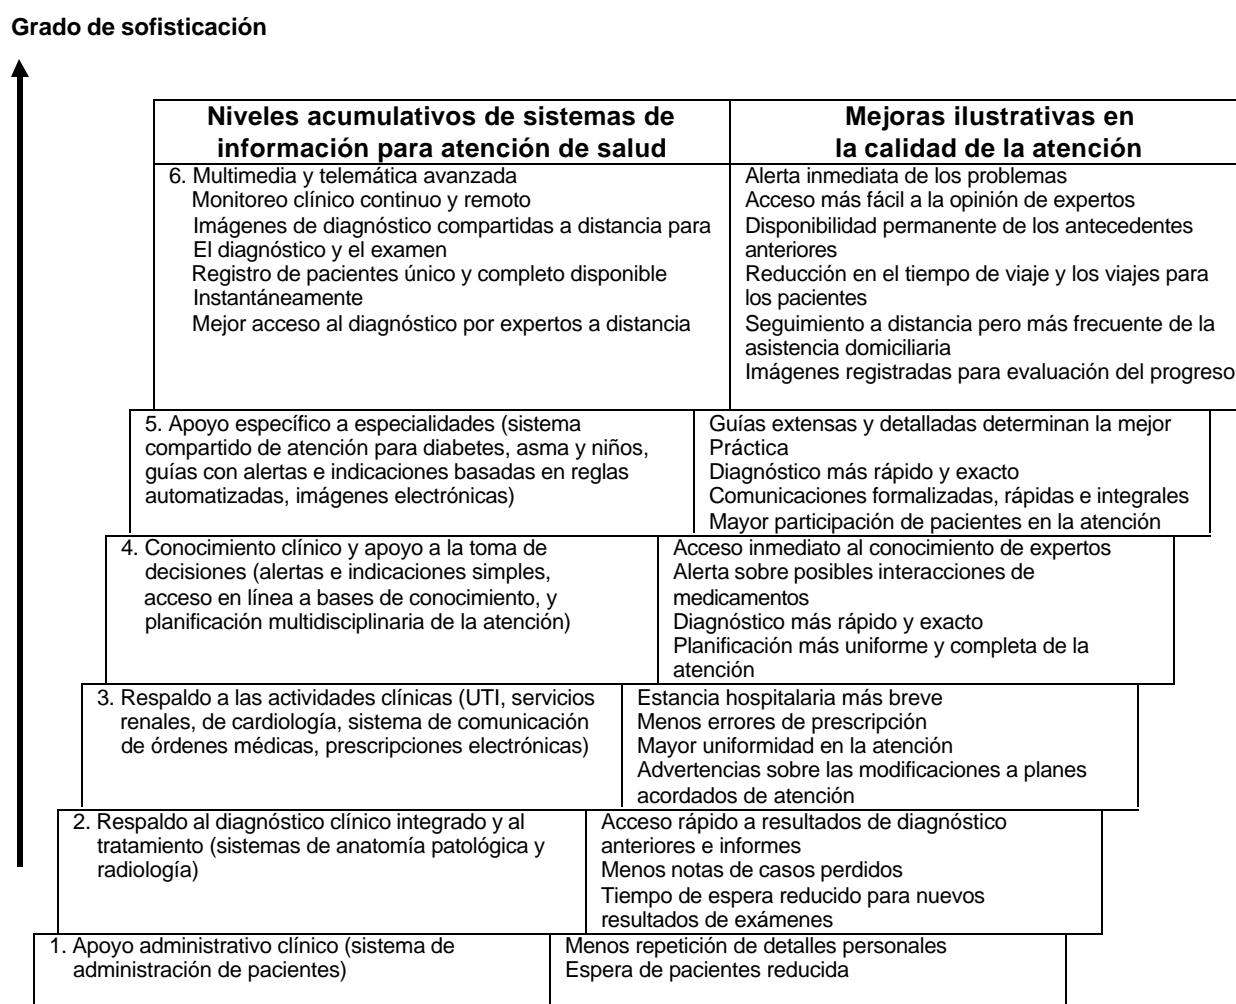 Grado de sofisticación
Niveles acumulativos de sistemas de
información para atención de salud
Mejoras ilustrativas en
la calidad de la atención
6. Multimedia y telemática avanzada
Monitoreo clínico continuo y remoto
Imágenes de diagnóstico compartidas a distancia para
El diagnóstico y el examen
Registro de pacientes único y completo disponible
Instantáneamente
Mejor acceso al diagnóstico por expertos a distancia
Alerta inmediata de los problemas
Acceso más fácil a la opinión de expertos
Disponibilidad permanente de los antecedentes
anteriores
Reducción en el tiempo de viaje y los viajes para
los pacientes
Seguimiento a distancia pero más frecuente de la
asistencia domiciliaria
Imágenes registradas para evaluación del progreso
5. Apoyo específico a especialidades (sistema
compartido de atención para diabetes, asma y niños,
guías con alertas e indicaciones basadas en reglas
automatizadas, imágenes electrónicas)
Guías extensas y detalladas determinan la mejor
Práctica
Diagnóstico más rápido y exacto
Comunicaciones formalizadas, rápidas e integrales
Mayor participación de pacientes en la atención
4. Conocimiento clínico y apoyo a la toma de
decisiones (alertas e indicaciones simples,
acceso en línea a bases de conocimiento, y
planificación multidisciplinaria de la atención)
Acceso inmediato al conocimiento de expertos
Alerta sobre posibles interacciones de
medicamentos
Diagnóstico más rápido y exacto
Planificación más uniforme y completa de la
atención
3. Respaldo a las actividades clínicas (UTI, servicios
renales, de cardiología, sistema de comunicación
de órdenes médicas, prescripciones electrónicas)
Estancia hospitalaria más breve
Menos errores de prescripción
Mayor uniformidad en la atención
Advertencias sobre las modificaciones a planes
acordados de atención
2. Respaldo al diagnóstico clínico integrado y al
tratamiento (sistemas de anatomía patológica y
radiología)
Acceso rápido a resultados de diagnóstico
anteriores e informes
Menos notas de casos perdidos
Tiempo de espera reducido para nuevos
resultados de exámenes
1. Apoyo administrativo clínico (sistema de
administración de pacientes)
Menos repetición de detalles personales
Espera de pacientes reducida